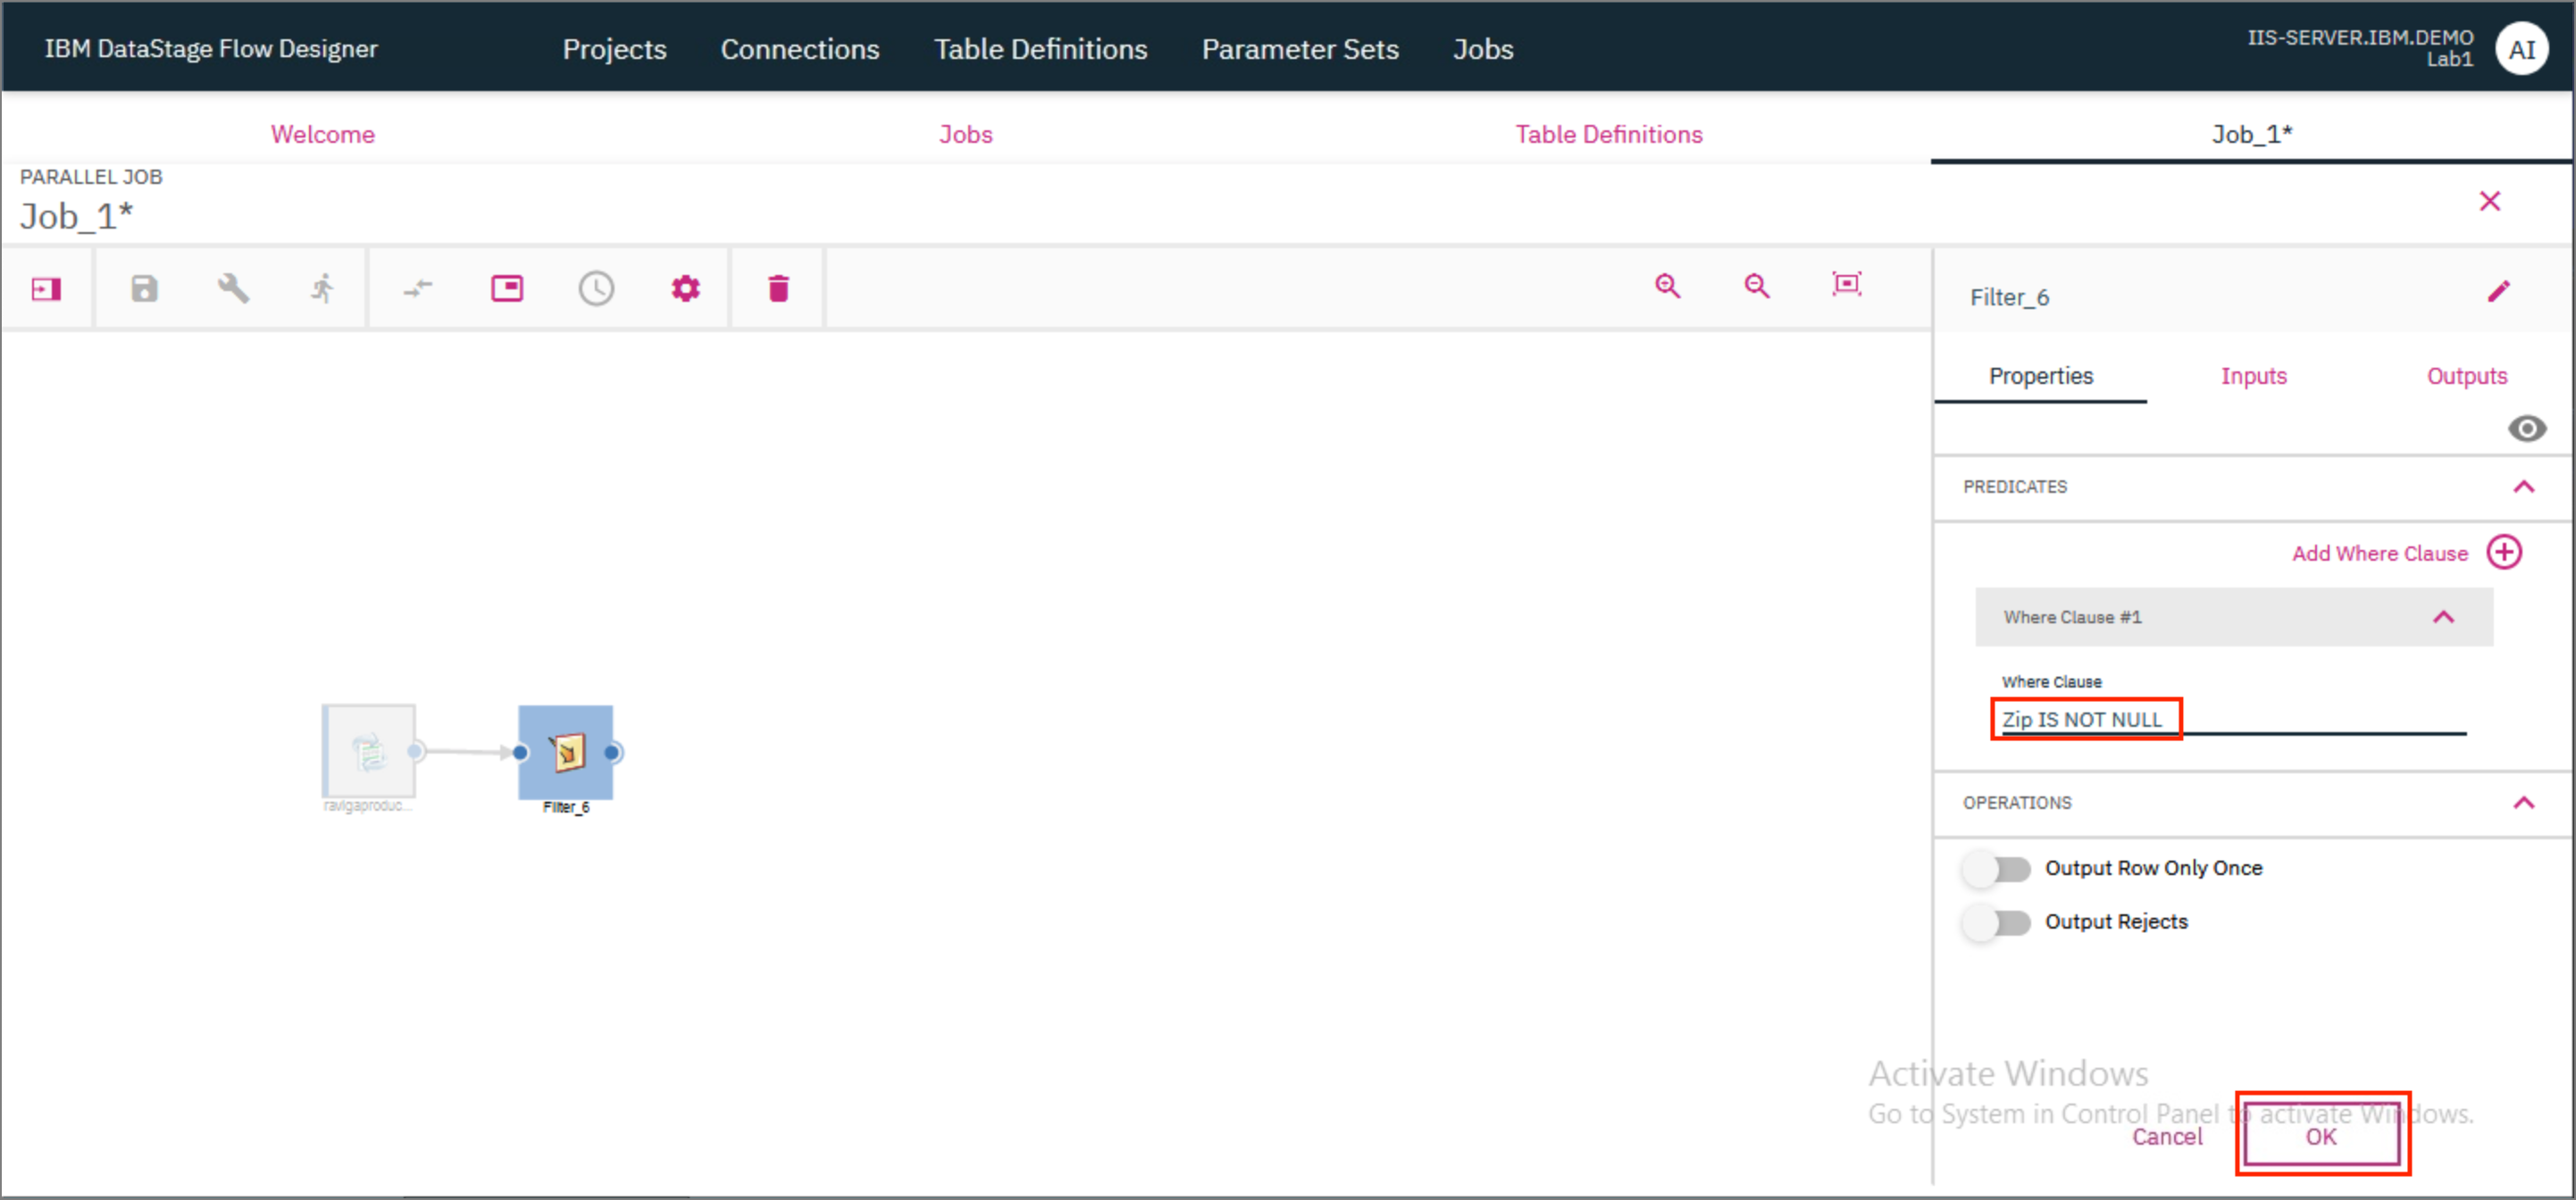 IBM DataStage Flow Designer
Projects
Connections
Table Definitions
Parameter Sets
Jobs
IIS-SERVER.IBM.DEMO
Lab1
AI
Welcome
Jobs
Table Definitions
Job_1*
PARALLEL JOB
Job_1*
Filter_6
Properties
Inputs
Outputs
PREDICATES
Add Where Clause
Where Clause #1
Where Clause
Zip IS NOT NULL
ravigaproduc...
Filter_6
OPERATIONS
Output Row Only Once
Output Rejects
Activate Windows
Go to System in Control Panel to activate Windows.
Cancel
OK